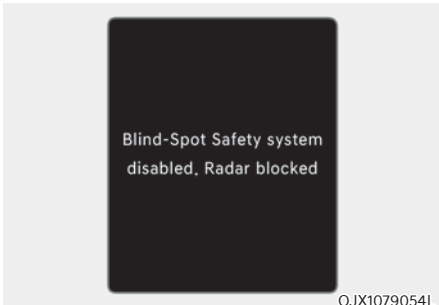 Blind-Spot Safety system
disabled. Radar blocked
OJX1079054L